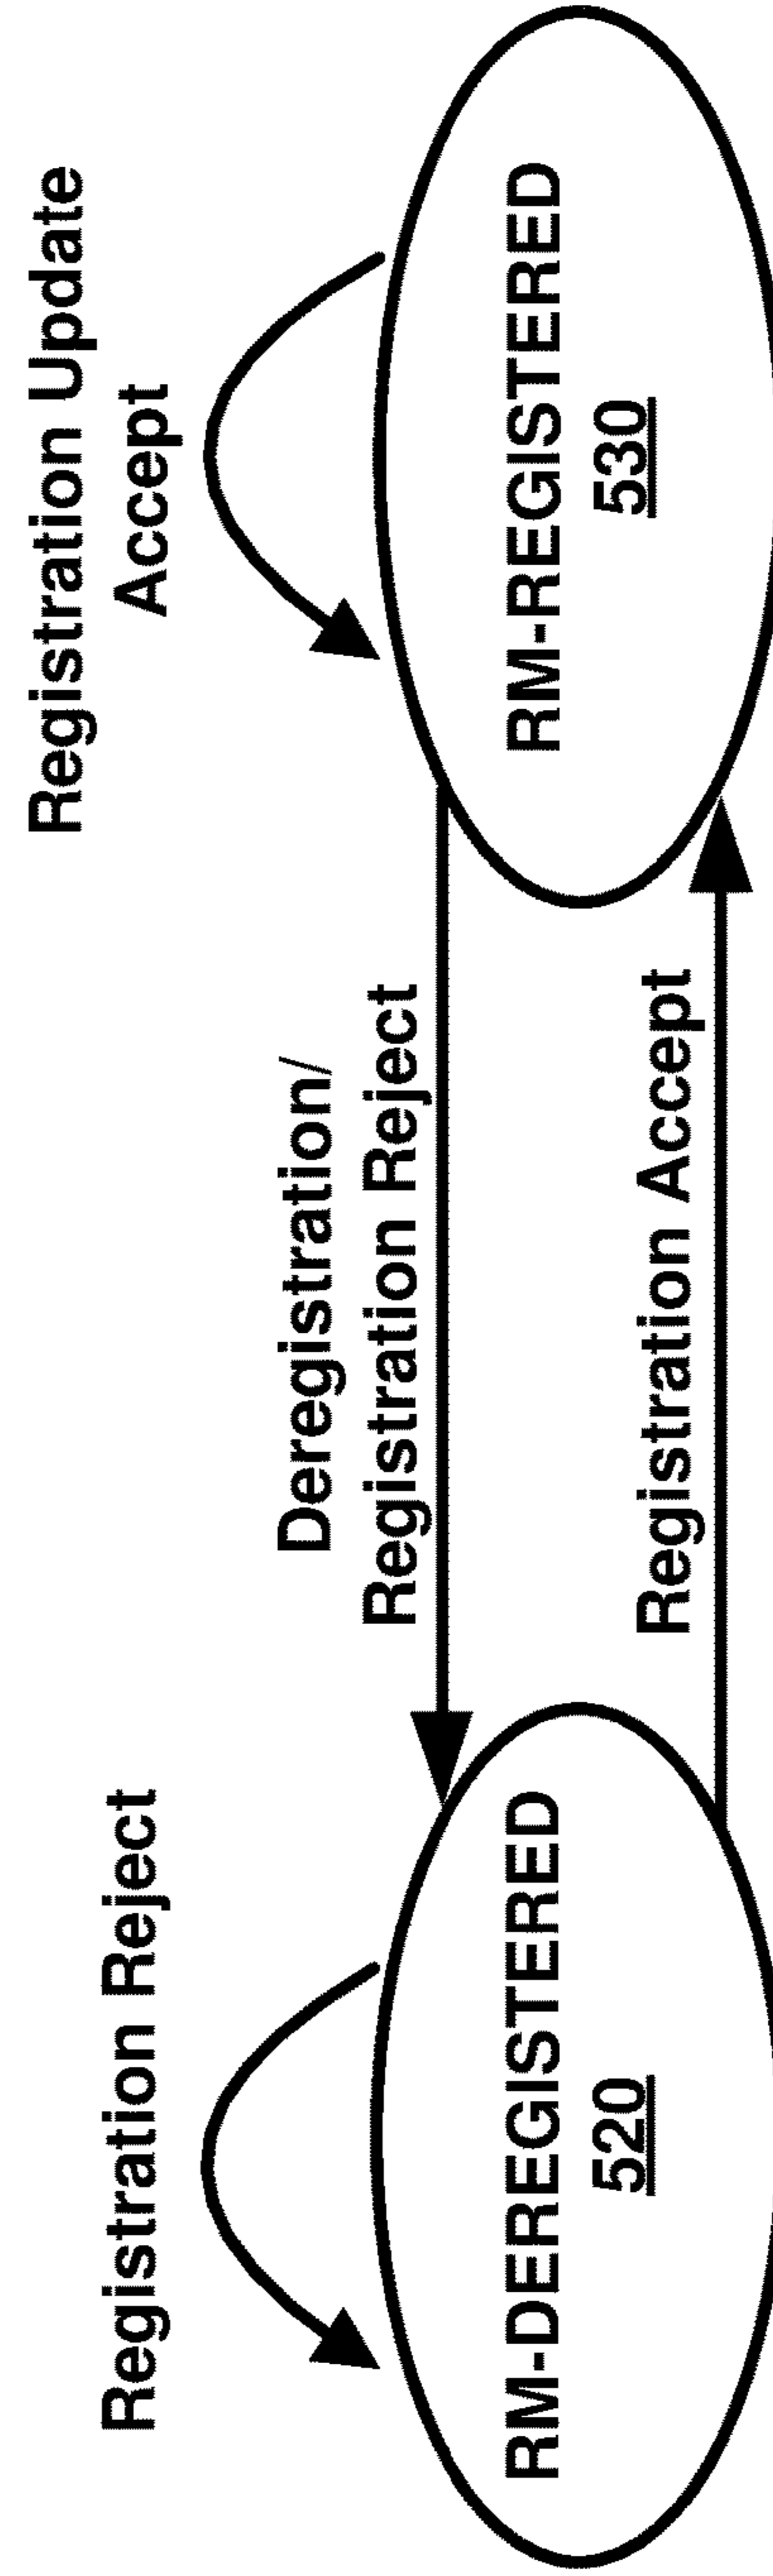 Registration Reject
RM-DEREGISTERED
520
Deregistration/
Registration Reject
Registration Accept
Registration Update
Accept
RM-REGISTERED
530